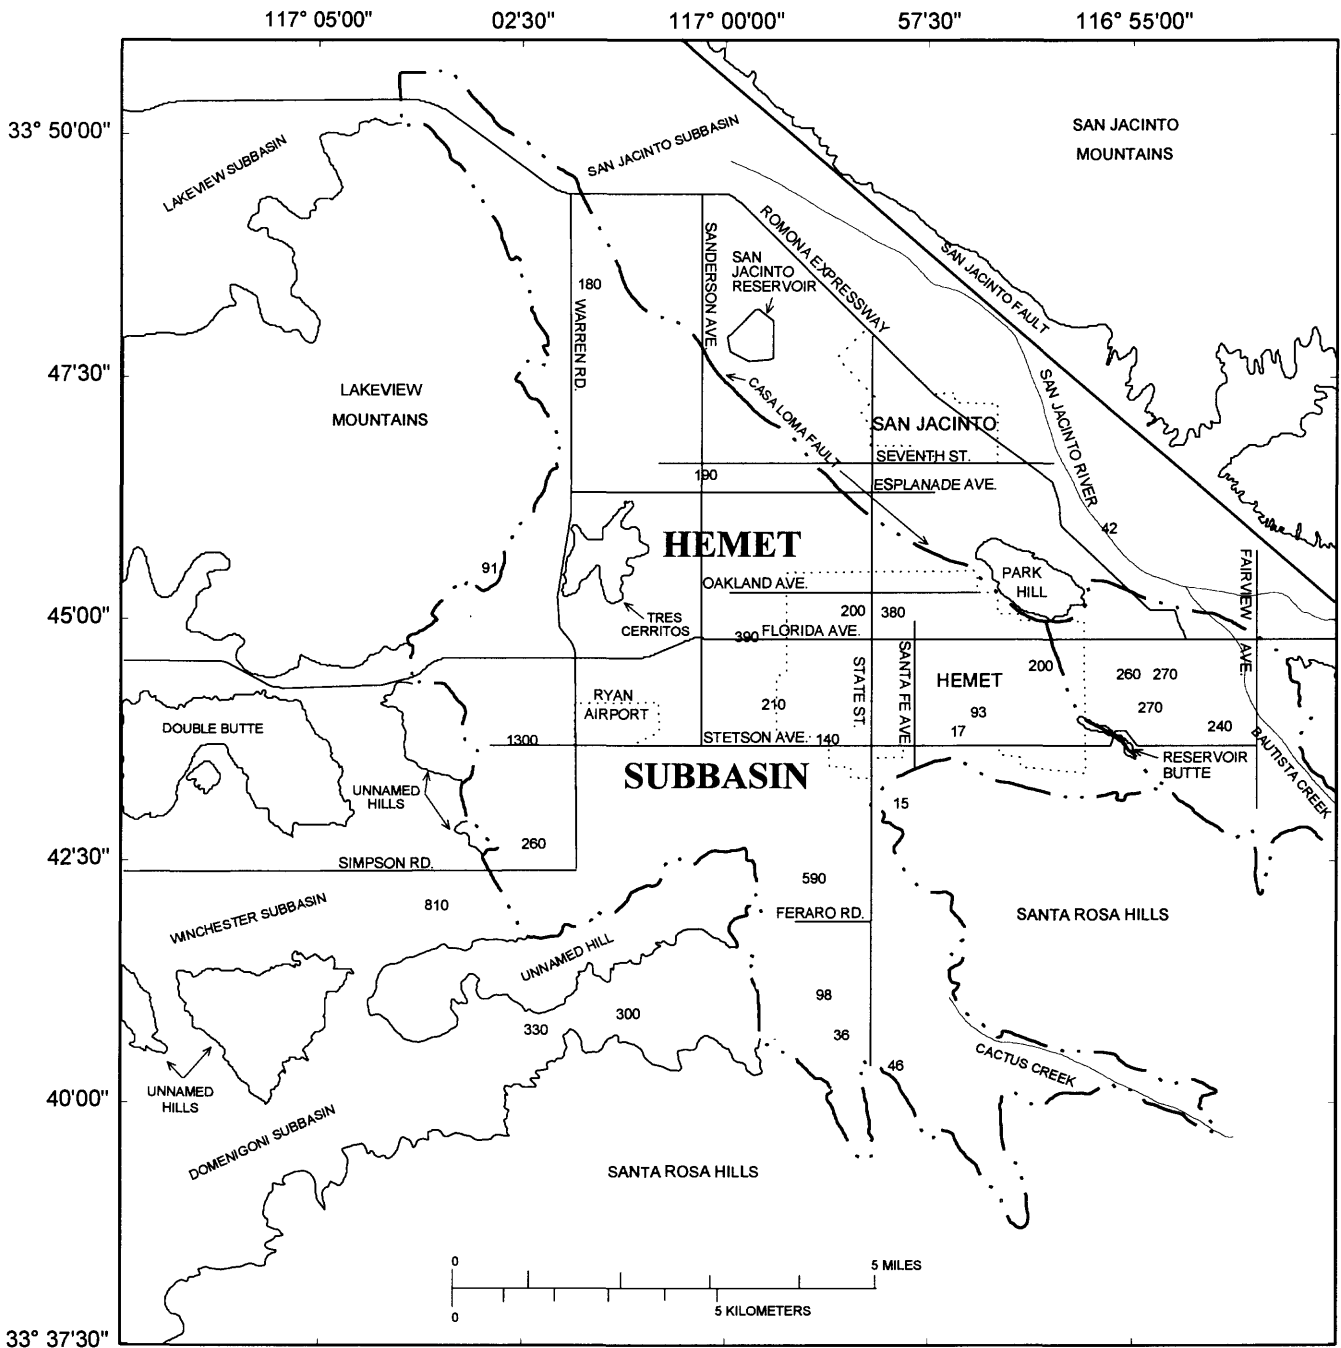 117° 05'00" 02'30" 117° 00'00" 57'30" 116° 55'00"
33° 50'00"
47'30"
45'00"
42'30"
40'00"
33° 37'30"
SAN JACINTO
MOUNTAINS
SAN JACINTO SUBBASIN
LAKEVIEW SUBBASIN
ROMONA EXPRESSWAY
SANDERSON AVE.
SAN
JACINTO
RESERVOIR
SAN JACINTO FAULT
180
WARREN RD.
LAKEVIEW
MOUNTAINS
CASA LOMA FAULT
SAN JACINTO RIVER
SAN JACINTO
SEVENTH ST.
190
ESPLANADE AVE.
42
HEMET
91
PARK
HILL
FAIRVIEW
AVE.
OAKLAND AVE.
TRES
CERRITOS
200
380
390
FLORIDA AVE.
STATE ST.
SANTA FE AVE
200
260
270
HEMET
RYAN
AIRPORT
210
93
270
240
DOUBLE BUTTE
1300
STETSON AVE.
140
17
BAUTISTA CREEK
RESERVOIR
BUTTE
SUBBASIN
UNNAMED
HILLS
15
260
SIMPSON RD.
590
810
FERARO RD.
WINCHESTER SUBBASIN
SANTA ROSA HILLS
UNNAMED HILL
98
300
330
36
CACTUS CREEK
46
UNNAMED
HILLS
DOMENIGONI SUBBASIN
SANTA ROSA HILLS
0
5 MILES
0
5 KILOMETERS